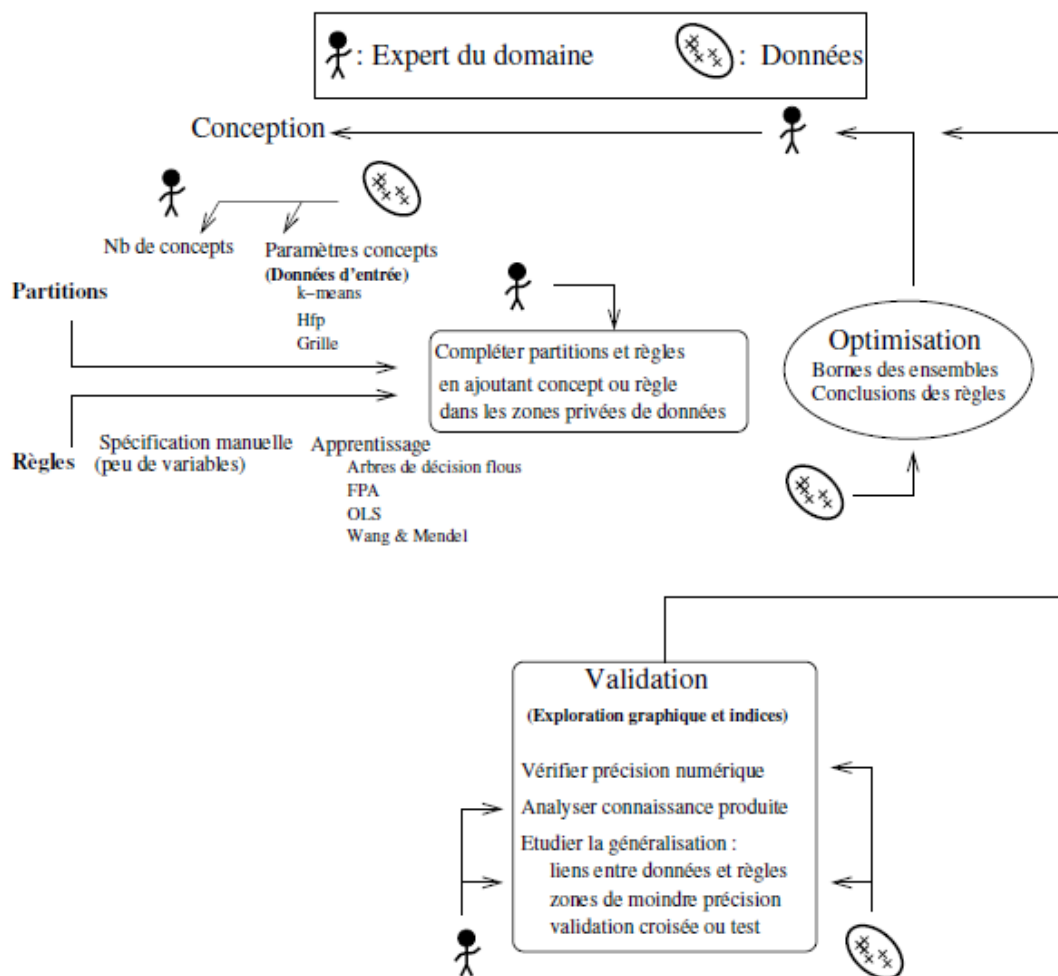 : Expert du domaine
: Données
Conception
Nb de concepts
Paramètres concepts
(Données d'entrée)
k-means
Hfp
Grille
Partitions
Compléter partitions et règles
en ajoutant concept ou règle
dans les zones privées de données
Optimisation
Bornes des ensembles
Conclusions des règles
Règles
Spécification manuelle
(peu de variables)
Apprentissage
Arbres de décision flous
FPA
OLS
Wang & Mendel
Validation
(Exploration graphique et indices)
Vérifier précision numérique
Analyser connaissance produite
Etudier la généralisation :
liens entre données et règles
zones de moindre précision
validation croisée ou test